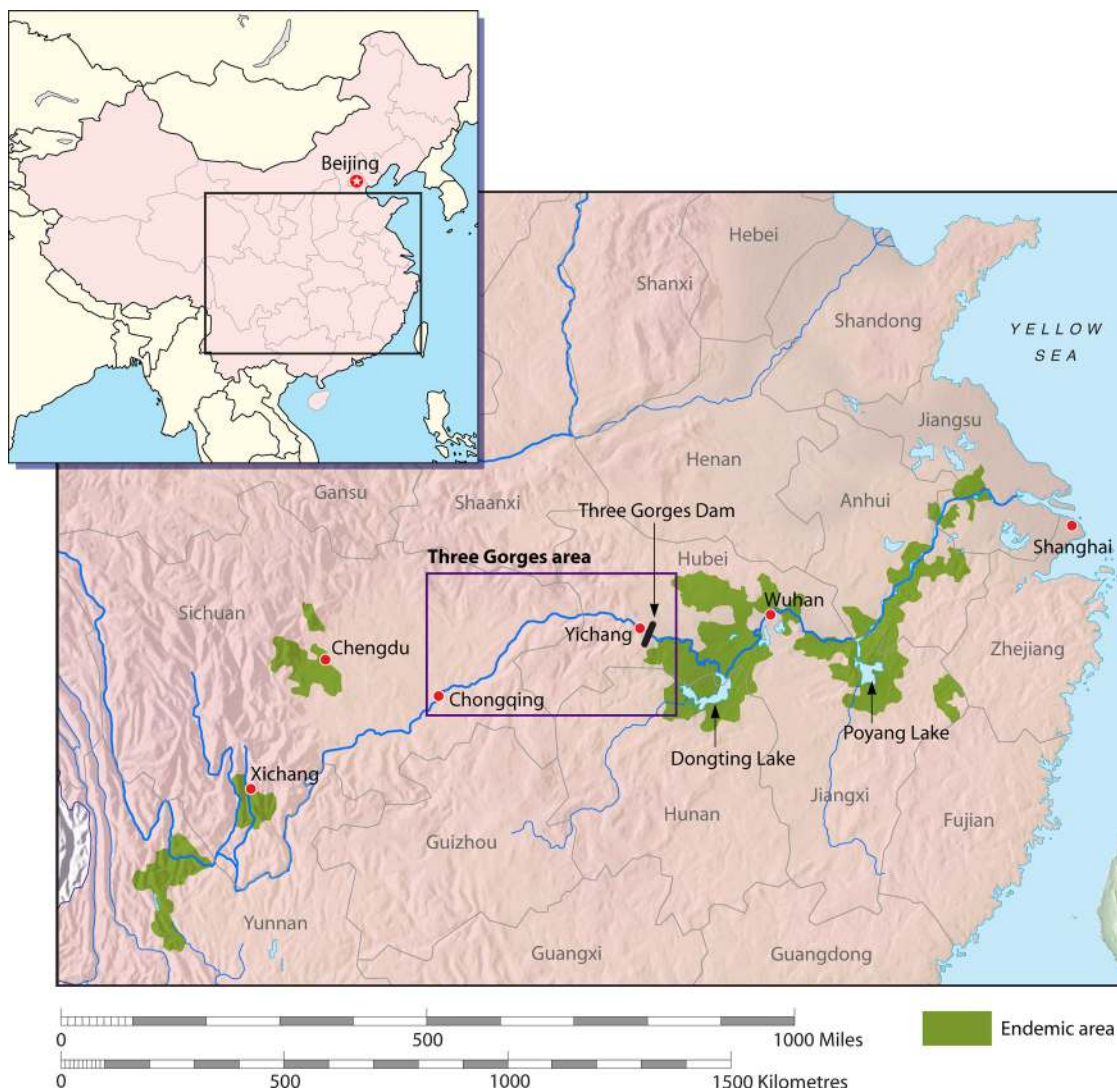 Beijing
Hebei
Shanxi
Shandong
YELLOW
SEA
Jiangsu
Henan
Gansu
Shaanxi
Anhui
Three Gorges Dam
Shanghai
Three Gorges area
Hubei
Sichuan
Wuhan
Yichang
Chengdu
Zhejiang
Chongqing
Poyang Lake
Dongting Lake
Xichang
Jiangxi
Hunan
Fujian
Guizhou
Yunnan
Guangxi
Guangdong
0 500 1000 Miles
Endemic area
0 500 1000 1500 Kilometres